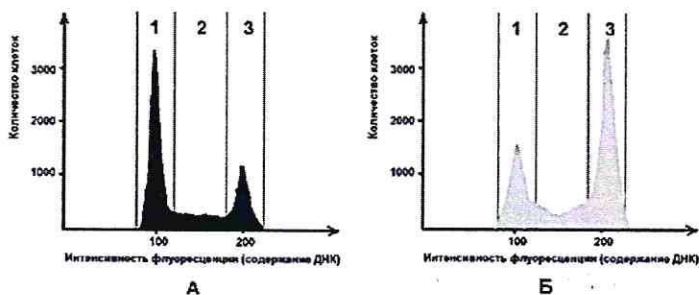 1 2 3
Количество клеток
3000
2000
1000
100 200
Интенсивность флуоресценции (содержание ДНК)
А
1 2 3
Количество клеток
3000
2000
1000
100 200
Интенсивность флуоресценции (содержание ДНК)
Б